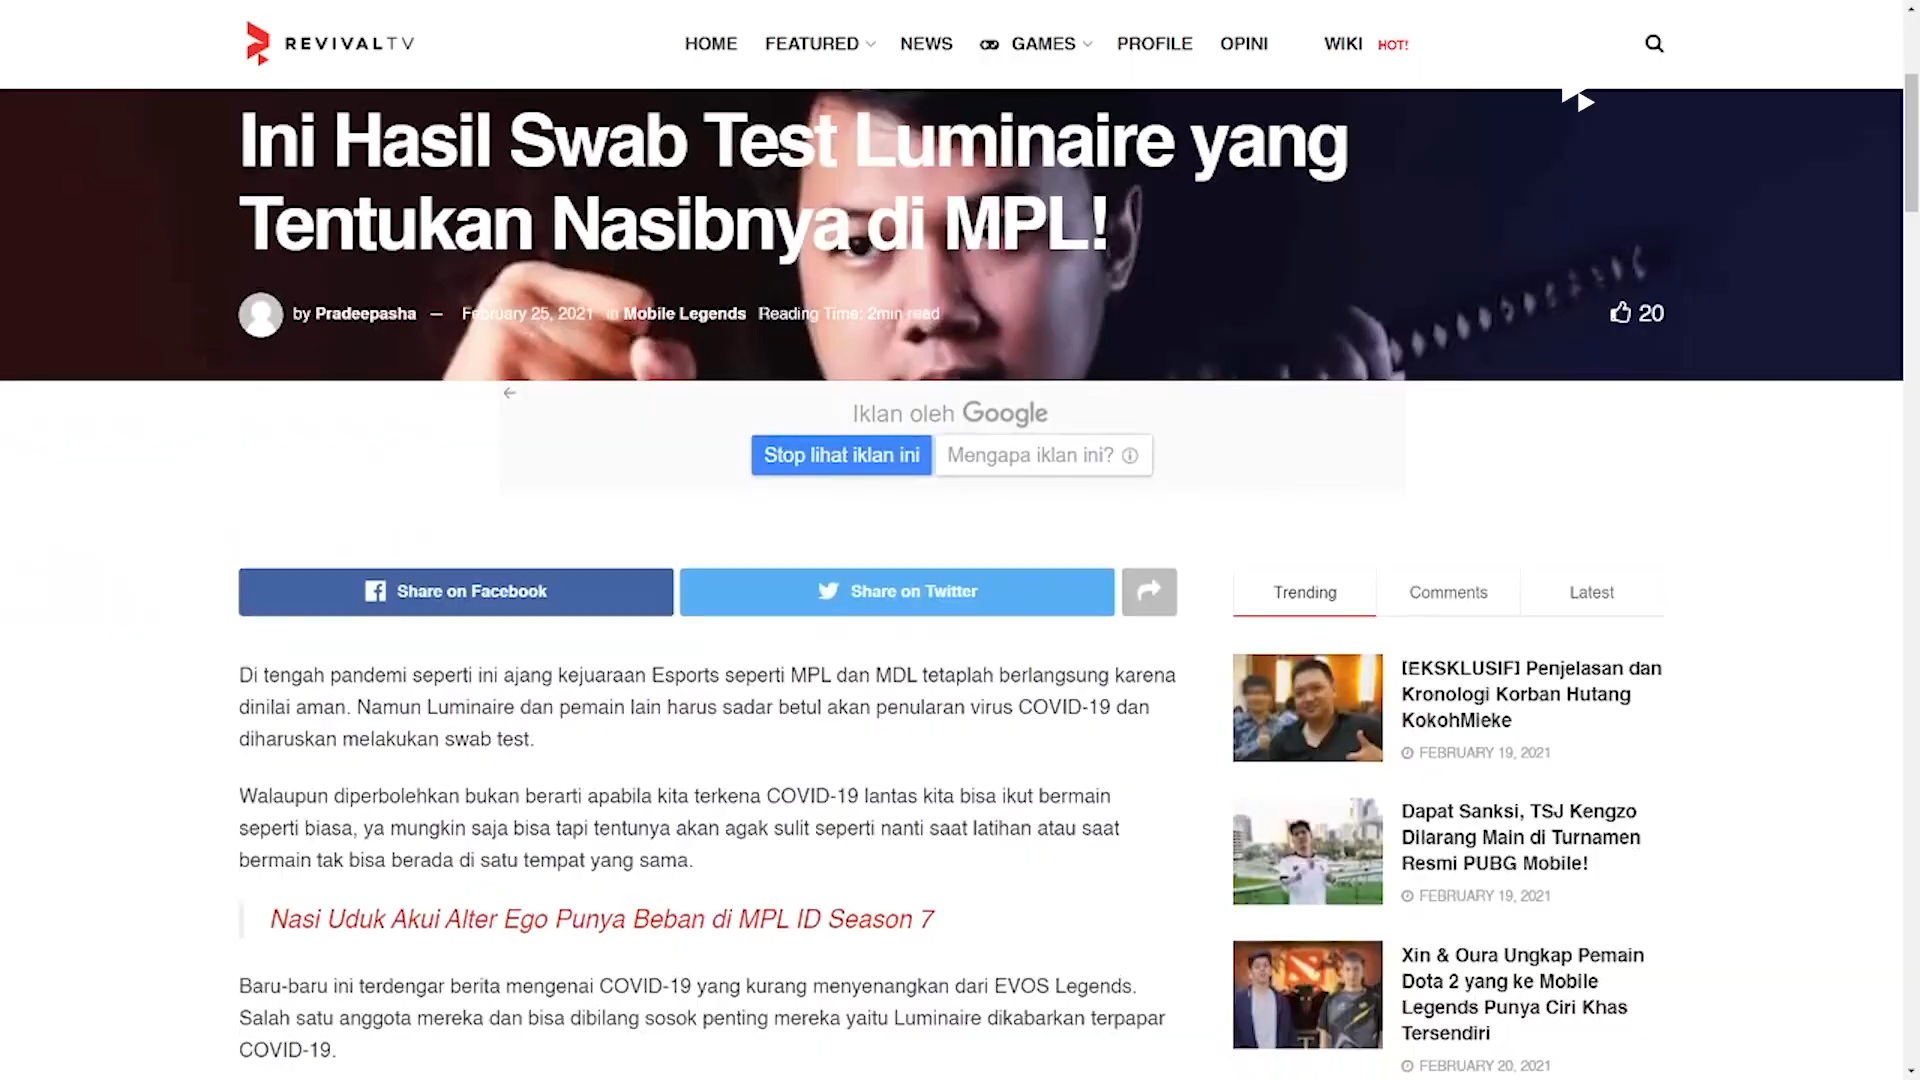 REVIVALTV
HOME FEATURED NEWS GAMES PROFILE OPINI WIKI HOT!
Ini Hasil Swab Test Luminaire yang
Tentukan Nasibnya di MPL!
by Pradeepasha — February 25, 2021 in Mobile Legends Reading Time: 2min read
20
Iklan oleh Google
Stop lihat iklan ini Mengapa iklan ini?
Share on Facebook Share on Twitter
Di tengah pandemi seperti ini ajang kejuaraan Esports seperti MPL dan MDL tetaplah berlangsung karena
dinilai aman. Namun Luminaire dan pemain lain harus sadar betul akan penularan virus COVID-19 dan
diharuskan melakukan swab test.
Walaupun diperbolehkan bukan berarti apabila kita terkena COVID-19 lantas kita bisa ikut bermain
seperti biasa, ya mungkin saja bisa tapi tentunya akan agak sulit seperti nanti saat latihan atau saat
bermain tak bisa berada di satu tempat yang sama.
Nasi Uduk Akui Alter Ego Punya Beban di MPL ID Season 7
Baru-baru ini terdengar berita mengenai COVID-19 yang kurang menyenangkan dari EVOS Legends.
Salah satu anggota mereka dan bisa dibilang sosok penting mereka yaitu Luminaire dikabarkan terpapar
COVID-19.
Trending Comments Latest
[EKSKLUSIF] Penjelasan dan
Kronologi Korban Hutang
KokohMieke
FEBRUARY 19, 2021
Dapat Sanksi, TSJ Kengzo
Dilarang Main di Turnamen
Resmi PUBG Mobile!
FEBRUARY 19, 2021
Xin & Oura Ungkap Pemain
Dota 2 yang ke Mobile
Legends Punya Ciri Khas
Tersendiri
FEBRUARY 20, 2021